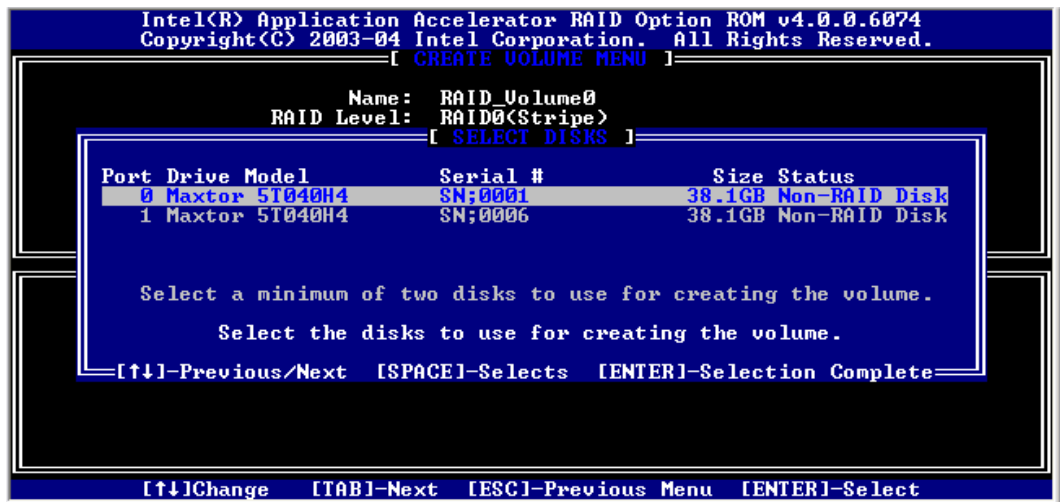 Intel(R) Application Accelerator RAID Option ROM v4.0.0.6074
Copyright(C) 2003-04 Intel Corporation. All Rights Reserved.
[ CREATE VOLUME MENU ]
Name: RAID_Volume0
RAID Level: RAID0(Stripe)
[ SELECT DISKS ]
Port Drive Model Serial # Size Status
0 Maxtor 5T040H4 SN;0001 38.1GB Non-RAID Disk
1 Maxtor 5T040H4 SN;0006 38.1GB Non-RAID Disk
Select a minimum of two disks to use for creating the volume.
Select the disks to use for creating the volume.
[↑↓]-Previous/Next [SPACE]-Selects [ENTER]-Selection Complete
[↑↓]Change [TAB]-Next [ESC]-Previous Menu [ENTER]-Select